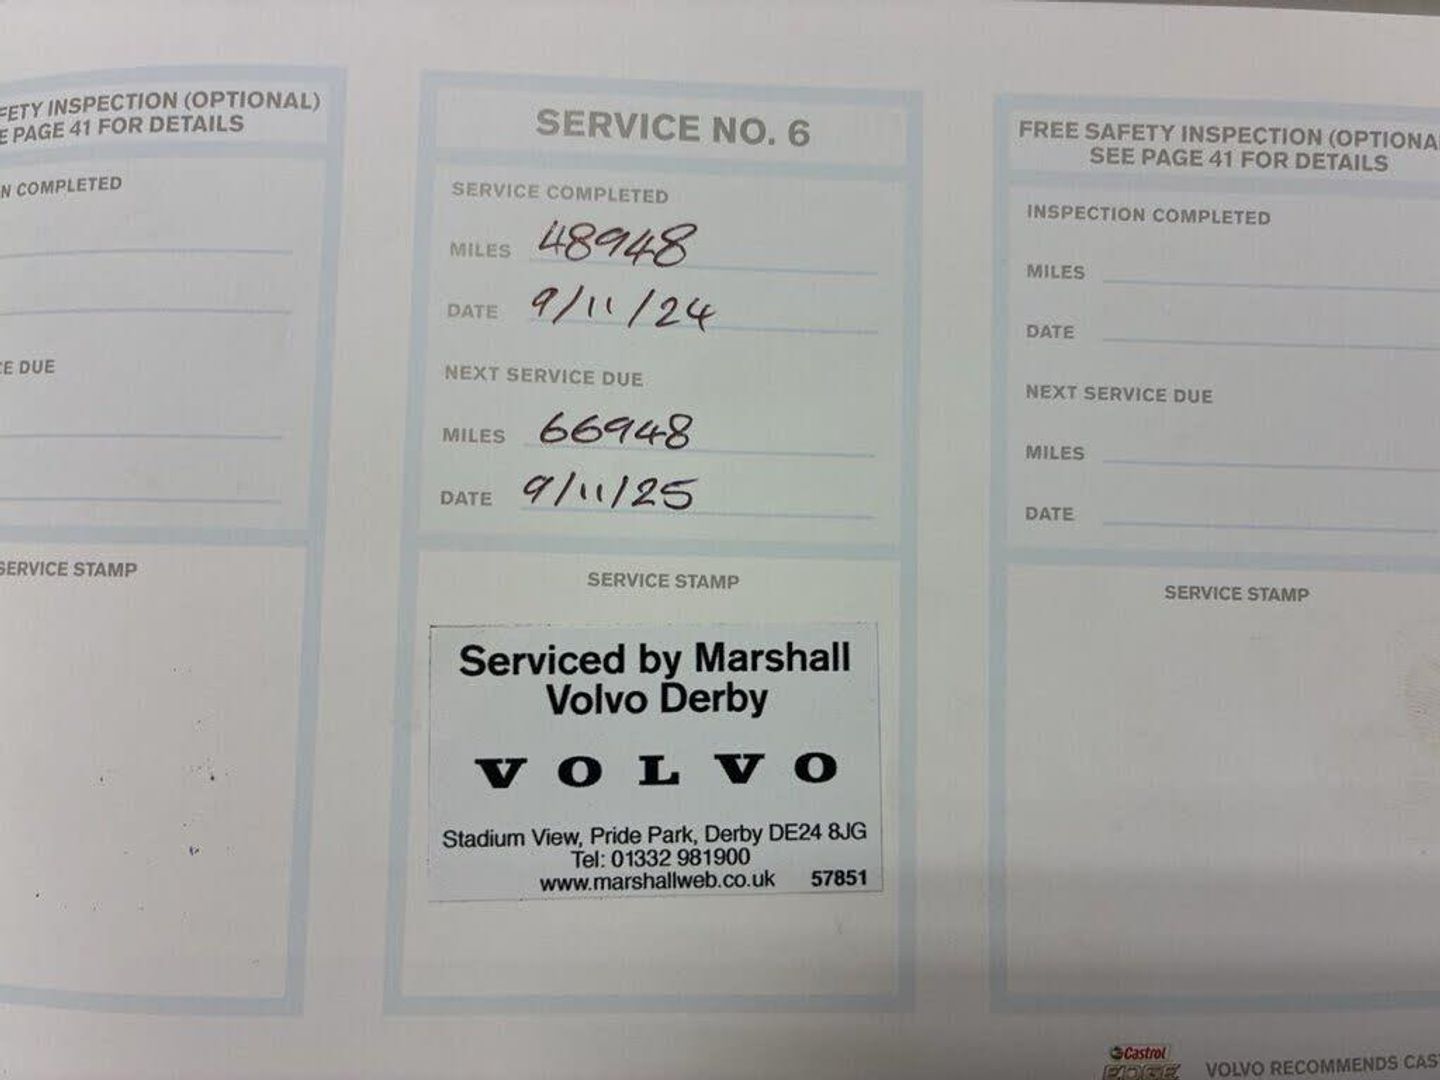 FETY INSPECTION (OPTIONAL)
E PAGE 41 FOR DETAILS
N COMPLETED
E DUE
SERVICE STAMP
SERVICE NO. 6
SERVICE COMPLETED
MILES 48948
DATE 9/11/24
NEXT SERVICE DUE
MILES 66948
DATE 9/11/25
SERVICE STAMP
Serviced by Marshall
Volvo Derby
VOLVO
Stadium View, Pride Park, Derby DE24 8JG
Tel: 01332 981900
www.marshallweb.co.uk 57851
FREE SAFETY INSPECTION (OPTIONA
SEE PAGE 41 FOR DETAILS
INSPECTION COMPLETED
MILES
DATE
NEXT SERVICE DUE
MILES
DATE
SERVICE STAMP
Castrol
EDGE
VOLVO RECOMMENDS CAS